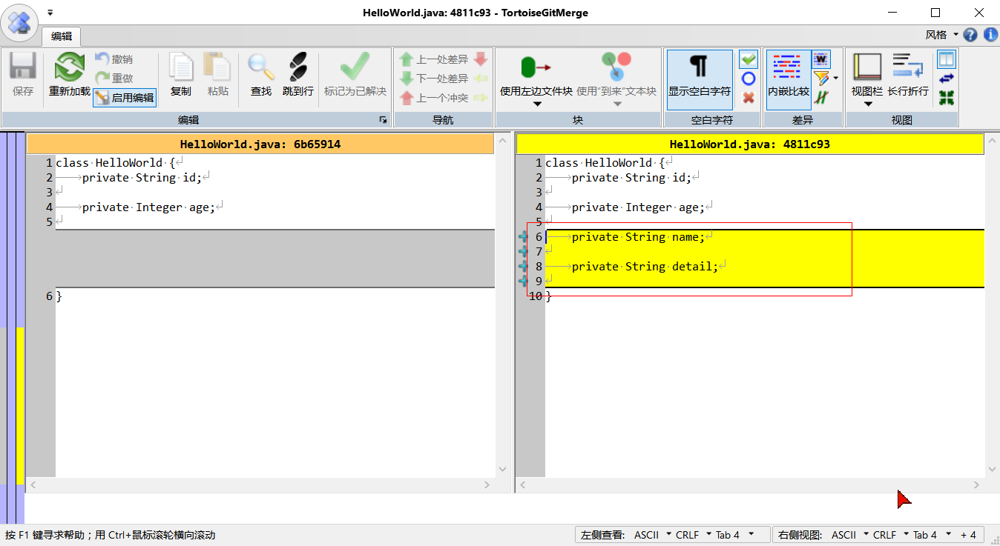 HelloWorld.java: 4811c93 - TortoiseGitMerge
编辑
风格
保存
重新加载
撤销
重做
启用编辑
复制
粘贴
查找
跳到行
标记为已解决
上一处差异
下一处差异
上一个冲突
使用左边文件块
使用"到来"文本块
显示空白字符
内嵌比较
视图栏
长行折行
编辑
导航
块
空白字符
差异
视图
HelloWorld.java: 6b65914
1 class HelloWorld {
2 private String id;
3
4 private Integer age;
5
6 }
HelloWorld.java: 4811c93
1 class HelloWorld {
2 private String id;
3
4 private Integer age;
5
6 private String name;
7
8 private String detail;
9
10 }
按 F1 键寻求帮助；用 Ctrl+鼠标滚轮横向滚动
左侧查看: ASCII CRLF Tab 4
右侧视图: ASCII CRLF Tab 4 + 4